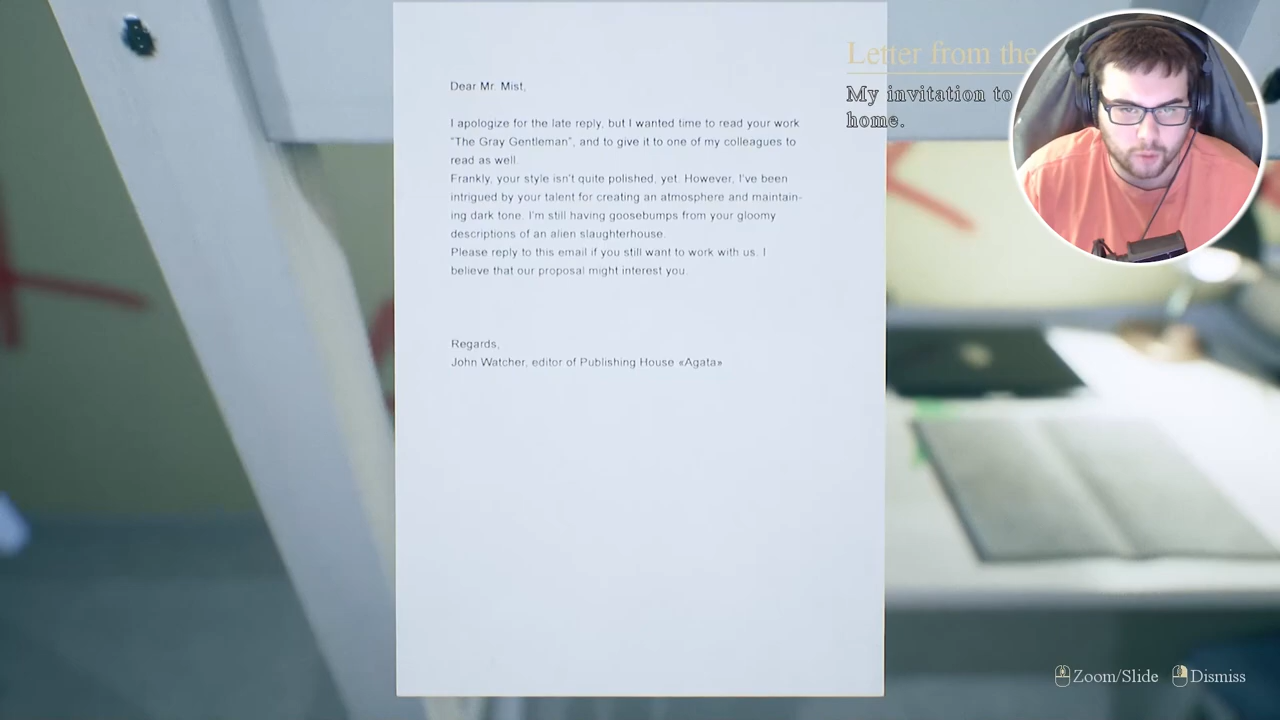 Dear Mr. Mist,
I apologize for the late reply, but I wanted time to read your work
"The Gray Gentleman", and to give it to one of my colleagues to
read as well.
Frankly, your style isn't quite polished, yet. However, I've been
intrigued by your talent for creating an atmosphere and maintain-
ing dark tone. I'm still having goosebumps from your gloomy
descriptions of an alien slaughterhouse.
Please reply to this email if you still want to work with us. I
believe that our proposal might interest you.
Regards,
John Watcher, editor of Publishing House «Agata»
Letter from the
My invitation to
home.
Zoom/Slide Dismiss